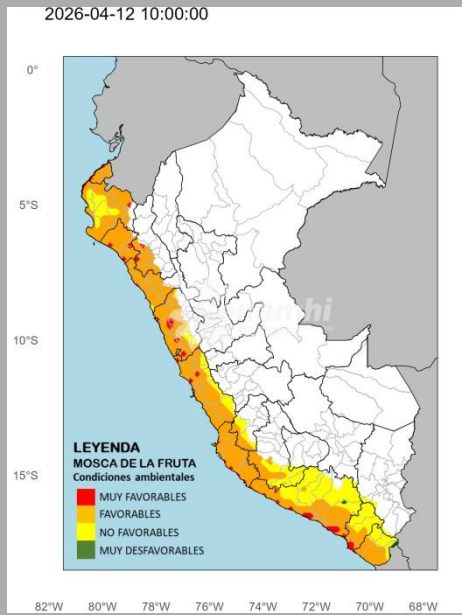 2026-04-12 10:00:00
0°
5°S
10°S
15°S
senamhi
LEYENDA
MOSCA DE LA FRUTA
Condiciones ambientales
MUY FAVORABLES
FAVORABLES
NO FAVORABLES
MUY DESFAVORABLES
82°W 80°W 78°W 76°W 74°W 72°W 70°W 68°W